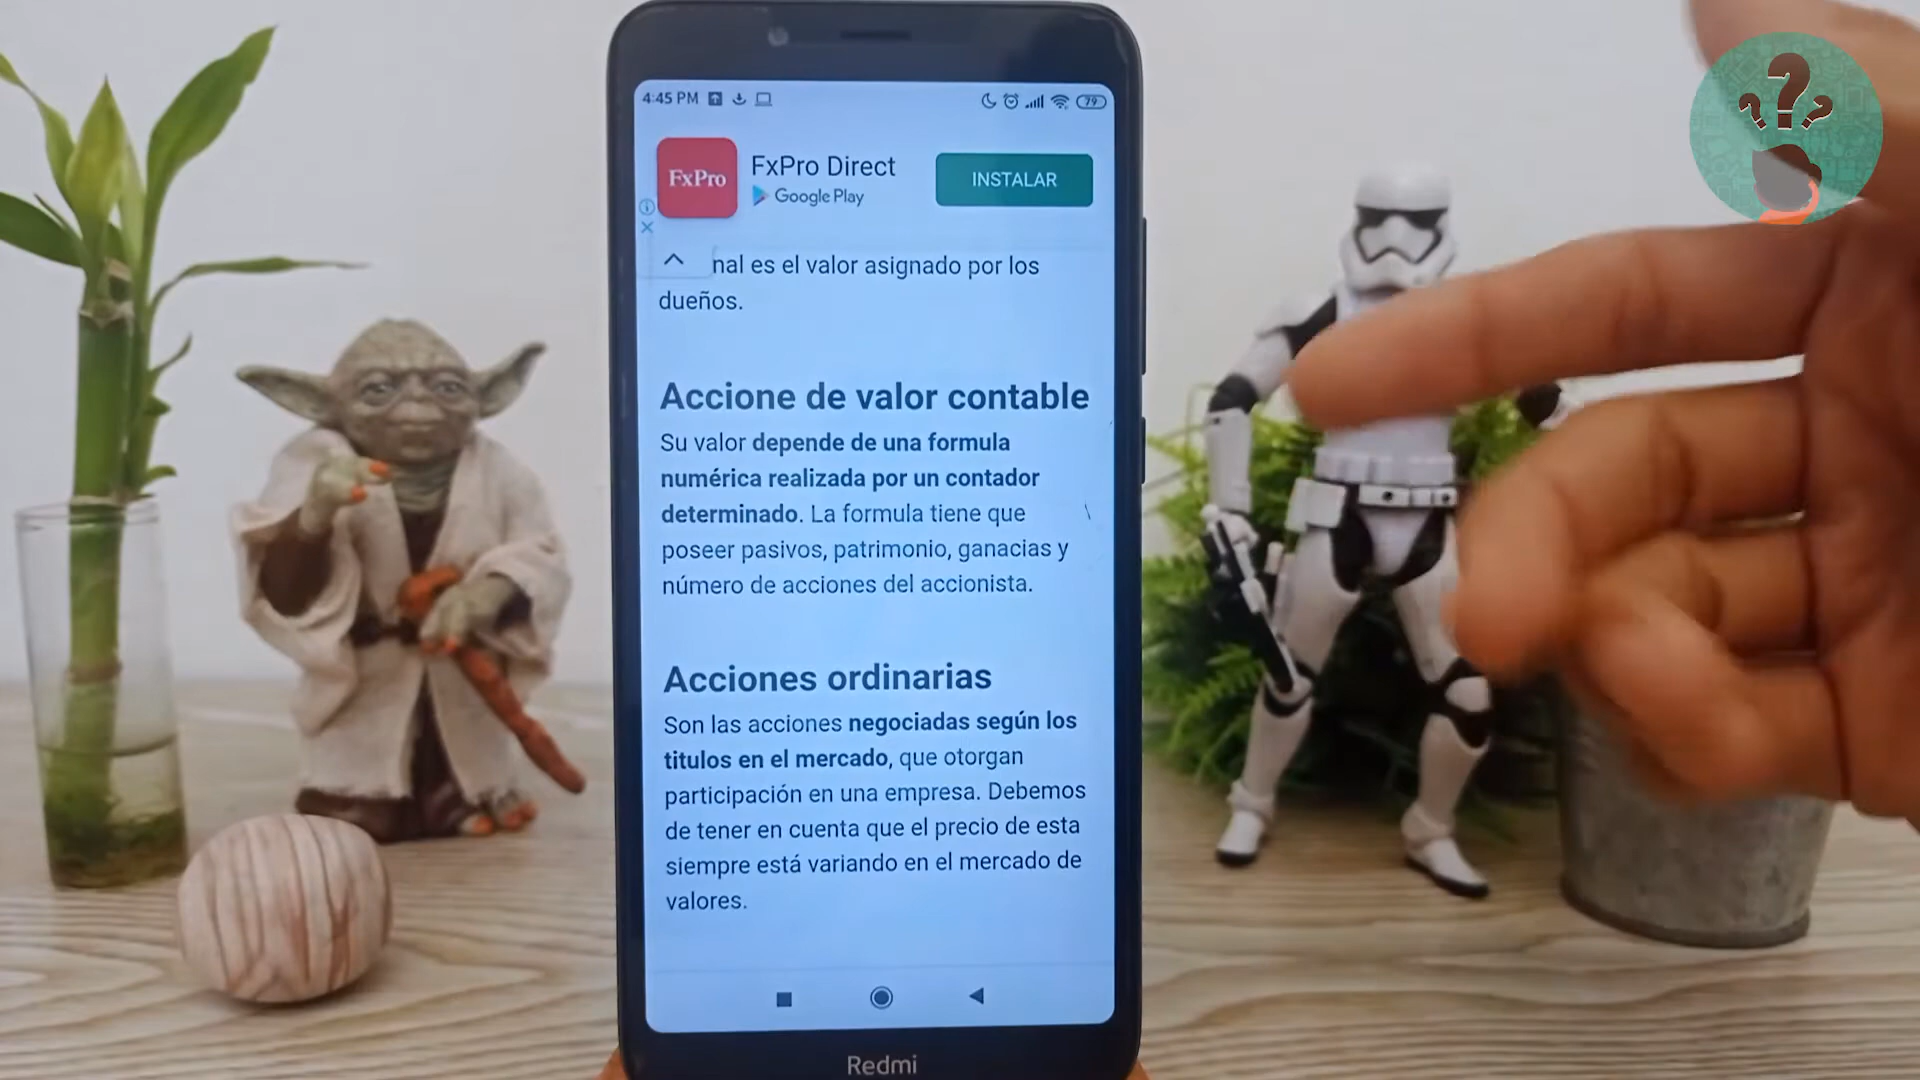 4:45 PM
79
FxPro
FxPro Direct
Google Play
INSTALAR
nal es el valor asignado por los
dueños.
Accione de valor contable
Su valor depende de una formula
numérica realizada por un contador
determinado. La formula tiene que
poseer pasivos, patrimonio, ganacias y
número de acciones del accionista.
Acciones ordinarias
Son las acciones negociadas según los
titulos en el mercado, que otorgan
participación en una empresa. Debemos
de tener en cuenta que el precio de esta
siempre está variando en el mercado de
valores.
Redmi